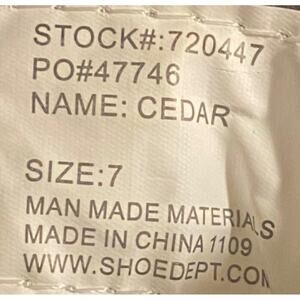 STOCK#:720447
PO#47746
NAME: CEDAR
SIZE:7
MAN MADE MATERIALS
MADE IN CHINA 1109
WWW.SHOEDEPT.COM